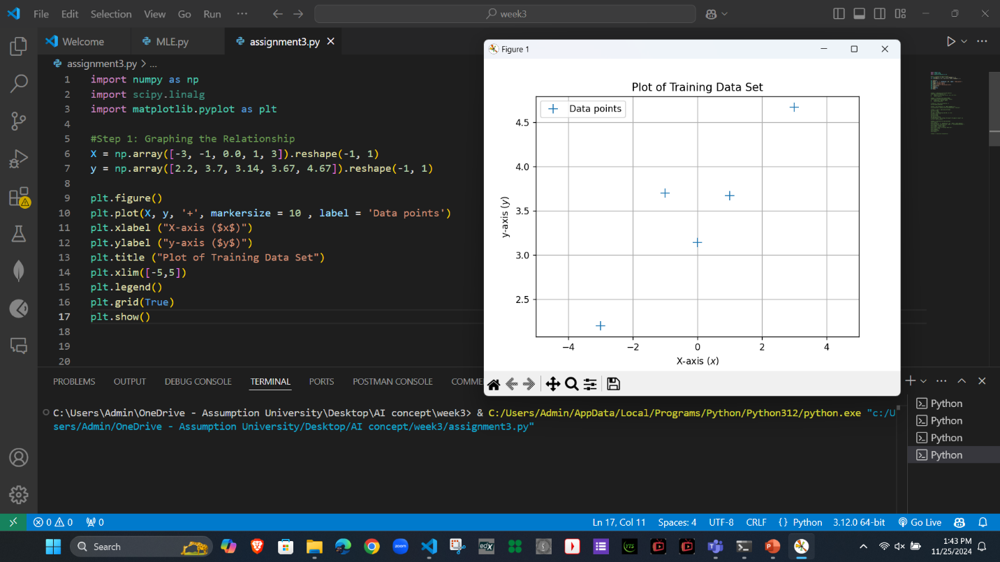 File Edit Selection View Go Run ··· week3
Welcome MLE.py assignment3.py
assignment3.py > ...
1 import numpy as np
2 import scipy.linalg
3 import matplotlib.pyplot as plt
4
5 #Step 1: Graphing the Relationship
6 X = np.array([-3, -1, 0.0, 1, 3]).reshape(-1, 1)
7 y = np.array([2.2, 3.7, 3.14, 3.67, 4.67]).reshape(-1, 1)
8
9 plt.figure()
10 plt.plot(X, y, '+', markersize = 10 , label = 'Data points')
11 plt.xlabel ("X-axis ($x$)")
12 plt.ylabel ("y-axis ($y$)")
13 plt.title ("Plot of Training Data Set")
14 plt.xlim([-5,5])
15 plt.legend()
16 plt.grid(True)
17 plt.show()
18
19
20
Figure 1
Plot of Training Data Set
Data points
4.5
4.0
3.5
3.0
2.5
y-axis (y)
−4 −2 0 2 4
X-axis (x)
PROBLEMS OUTPUT DEBUG CONSOLE TERMINAL PORTS POSTMAN CONSOLE COMME
C:\Users\Admin\OneDrive - Assumption University\Desktop\AI concept\week3> & C:/Users/Admin/AppData/Local/Programs/Python/Python312/python.exe "c:/U
sers/Admin/OneDrive - Assumption University/Desktop/AI concept/week3/assignment3.py"
Python
Python
Python
Python
0 0 0 Ln 17, Col 11 Spaces: 4 UTF-8 CRLF {} Python 3.12.0 64-bit Go Live
Search zoom edX YTS
1:43 PM
11/25/2024